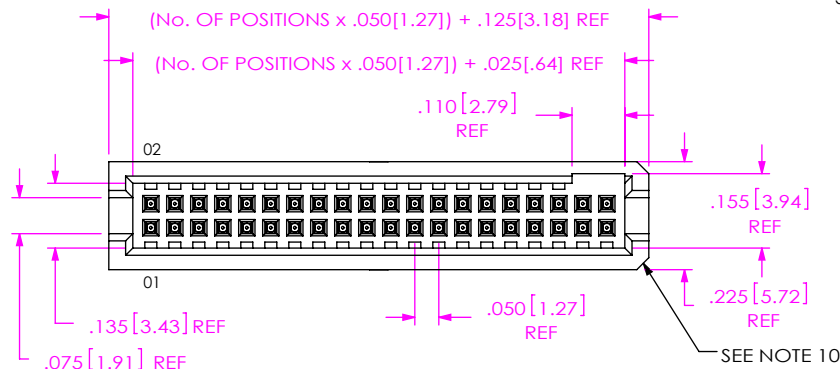 (No. OF POSITIONS x .050[1.27]) + .125[3.18] REF
(No. OF POSITIONS x .050[1.27]) + .025[.64] REF
.110[2.79]
REF
02
.155[3.94]
REF
01
.050[1.27]
REF
.225[5.72]
REF
.135[3.43]REF
.075[1.91] REF
SEE NOTE 10